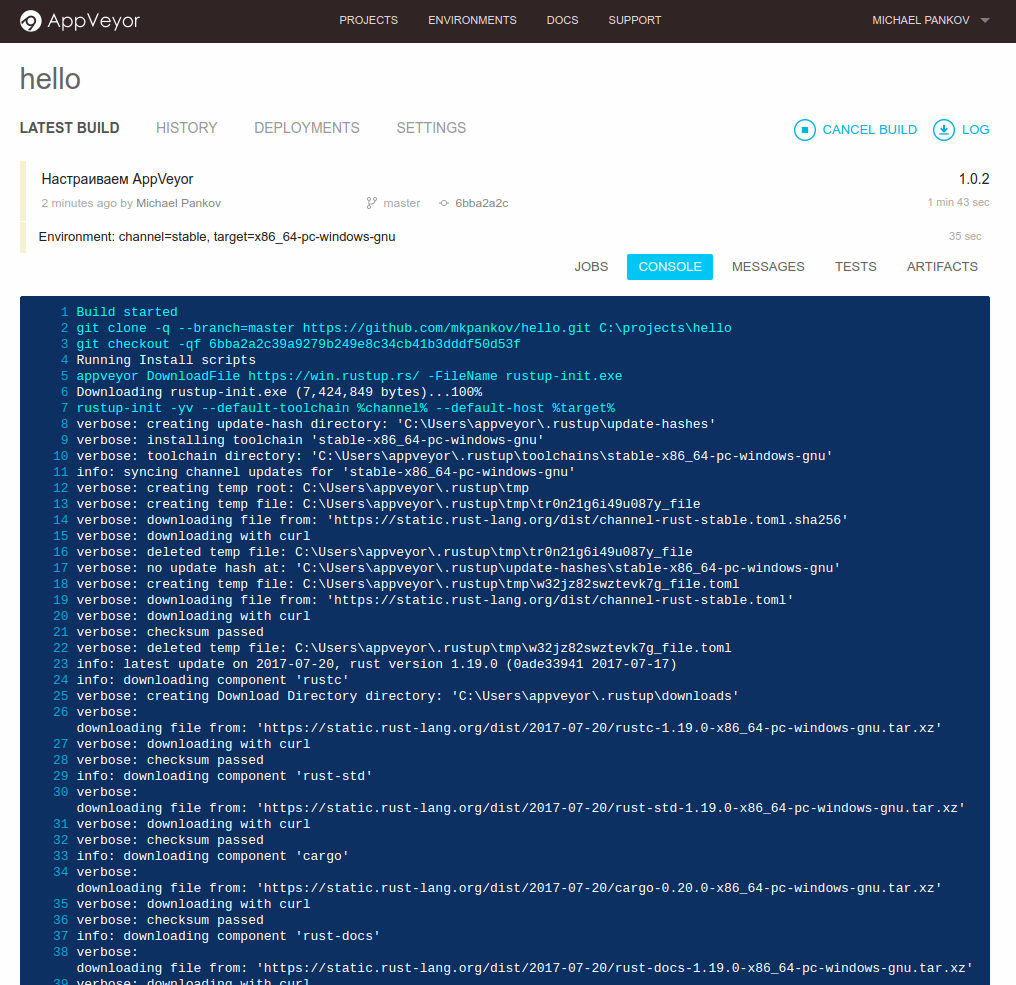 AppVeyor PROJECTS ENVIRONMENTS DOCS SUPPORT MICHAEL PANKOV
hello
LATEST BUILD HISTORY DEPLOYMENTS SETTINGS CANCEL BUILD LOG
Настраиваем AppVeyor 1.0.2
2 minutes ago by Michael Pankov master 6bba2a2c 1 min 43 sec
Environment: channel=stable, target=x86_64-pc-windows-gnu 35 sec
JOBS CONSOLE MESSAGES TESTS ARTIFACTS
1 Build started
2 git clone -q --branch=master https://github.com/mkpankov/hello.git C:\projects\hello
3 git checkout -qf 6bba2a2c39a9279b249e8c34cb41b3dddf50d53f
4 Running Install scripts
5 appveyor DownloadFile https://win.rustup.rs/ -FileName rustup-init.exe
6 Downloading rustup-init.exe (7,424,849 bytes)...100%
7 rustup-init -yv --default-toolchain %channel% --default-host %target%
8 verbose: creating update-hash directory: 'C:\Users\appveyor\.rustup\update-hashes'
9 verbose: installing toolchain 'stable-x86_64-pc-windows-gnu'
10 verbose: toolchain directory: 'C:\Users\appveyor\.rustup\toolchains\stable-x86_64-pc-windows-gnu'
11 info: syncing channel updates for 'stable-x86_64-pc-windows-gnu'
12 verbose: creating temp root: C:\Users\appveyor\.rustup\tmp
13 verbose: creating temp file: C:\Users\appveyor\.rustup\tmp\tr0n21g6i49u087y_file
14 verbose: downloading file from: 'https://static.rust-lang.org/dist/channel-rust-stable.toml.sha256'
15 verbose: downloading with curl
16 verbose: deleted temp file: C:\Users\appveyor\.rustup\tmp\tr0n21g6i49u087y_file
17 verbose: no update hash at: 'C:\Users\appveyor\.rustup\update-hashes\stable-x86_64-pc-windows-gnu'
18 verbose: creating temp file: C:\Users\appveyor\.rustup\tmp\w32jz82swztevk7g_file.toml
19 verbose: downloading file from: 'https://static.rust-lang.org/dist/channel-rust-stable.toml'
20 verbose: downloading with curl
21 verbose: checksum passed
22 verbose: deleted temp file: C:\Users\appveyor\.rustup\tmp\w32jz82swztevk7g_file.toml
23 info: latest update on 2017-07-20, rust version 1.19.0 (0ade33941 2017-07-17)
24 info: downloading component 'rustc'
25 verbose: creating Download Directory directory: 'C:\Users\appveyor\.rustup\downloads'
26 verbose:
downloading file from: 'https://static.rust-lang.org/dist/2017-07-20/rustc-1.19.0-x86_64-pc-windows-gnu.tar.xz'
27 verbose: downloading with curl
28 verbose: checksum passed
29 info: downloading component 'rust-std'
30 verbose:
downloading file from: 'https://static.rust-lang.org/dist/2017-07-20/rust-std-1.19.0-x86_64-pc-windows-gnu.tar.xz'
31 verbose: downloading with curl
32 verbose: checksum passed
33 info: downloading component 'cargo'
34 verbose:
downloading file from: 'https://static.rust-lang.org/dist/2017-07-20/cargo-0.20.0-x86_64-pc-windows-gnu.tar.xz'
35 verbose: downloading with curl
36 verbose: checksum passed
37 info: downloading component 'rust-docs'
38 verbose:
downloading file from: 'https://static.rust-lang.org/dist/2017-07-20/rust-docs-1.19.0-x86_64-pc-windows-gnu.tar.xz'
39 verbose: downloading with curl